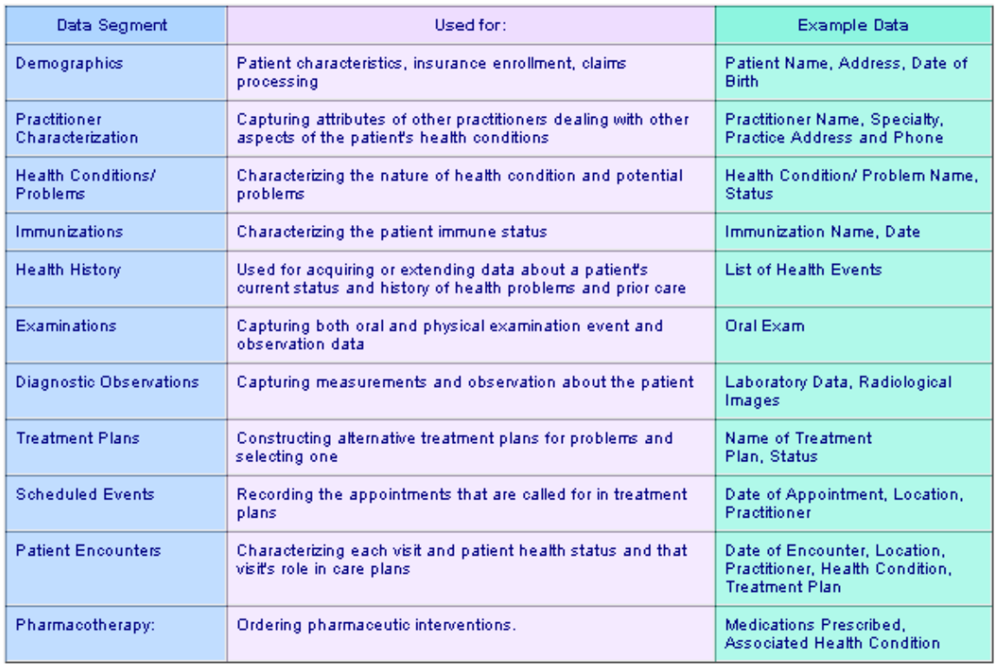 Data Segment
Used for:
Example Data
Demographics
Patient characteristics, insurance enrollment, claims
processing
Patient Name, Address, Date of
Birth
Practitioner
Characterization
Capturing attributes of other practitioners dealing with other
aspects of the patient's health conditions
Practitioner Name, Specialty,
Practice Address and Phone
Health Conditions/
Problems
Characterizing the nature of health condition and potential
problems
Health Condition/ Problem Name,
Status
Immunizations
Characterizing the patient immune status
Immunization Name, Date
Health History
Used for acquiring or extending data about a patient's
current status and history of health problems and prior care
List of Health Events
Examinations
Capturing both oral and physical examination event and
observation data
Oral Exam
Diagnostic Observations
Capturing measurements and observation about the patient
Laboratory Data, Radiological
Images
Treatment Plans
Constructing alternative treatment plans for problems and
selecting one
Name of Treatment
Plan, Status
Scheduled Events
Recording the appointments that are called for in treatment
plans
Date of Appointment, Location,
Practitioner
Patient Encounters
Characterizing each visit and patient health status and that
visit's role in care plans
Date of Encounter, Location,
Practitioner, Health Condition,
Treatment Plan
Pharmacotherapy:
Ordering pharmaceutic interventions.
Medications Prescribed,
Associated Health Condition